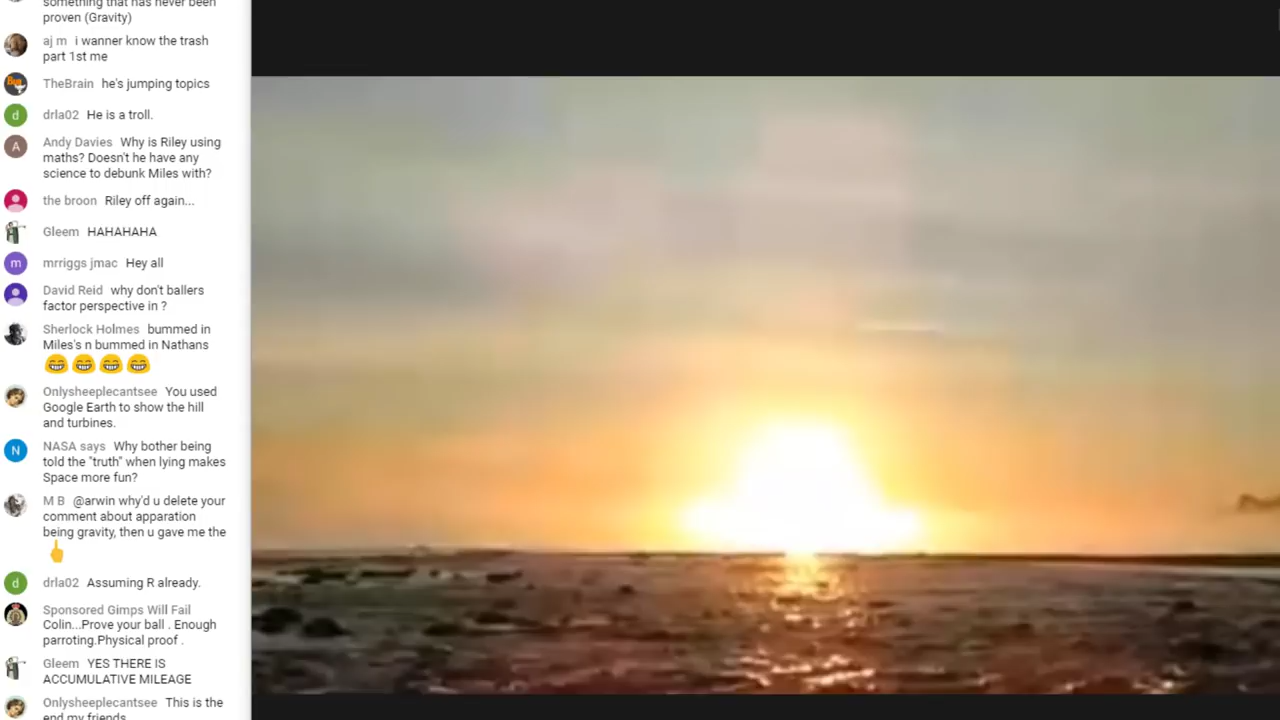 something that has never been
proven (Gravity)
aj m i wanner know the trash
part 1st me
TheBrain he's jumping topics
d drla02 He is a troll.
A Andy Davies Why is Riley using
maths? Doesn't he have any
science to debunk Miles with?
the broon Riley off again...
Gleem HAHAHAHA
m mrriggs jmac Hey all
David Reid why don't ballers
factor perspective in ?
Sherlock Holmes bummed in
Miles's n bummed in Nathans
😁😁😁😁
Onlysheeplecantsee You used
Google Earth to show the hill
and turbines.
N NASA says Why bother being
told the "truth" when lying makes
Space more fun?
M B @arwin why'd u delete your
comment about apparation
being gravity, then u gave me the
🖕
d drla02 Assuming R already.
Sponsored Gimps Will Fail
Colin...Prove your ball . Enough
parroting.Physical proof .
Gleem YES THERE IS
ACCUMULATIVE MILEAGE
Onlysheeplecantsee This is the
end my friends